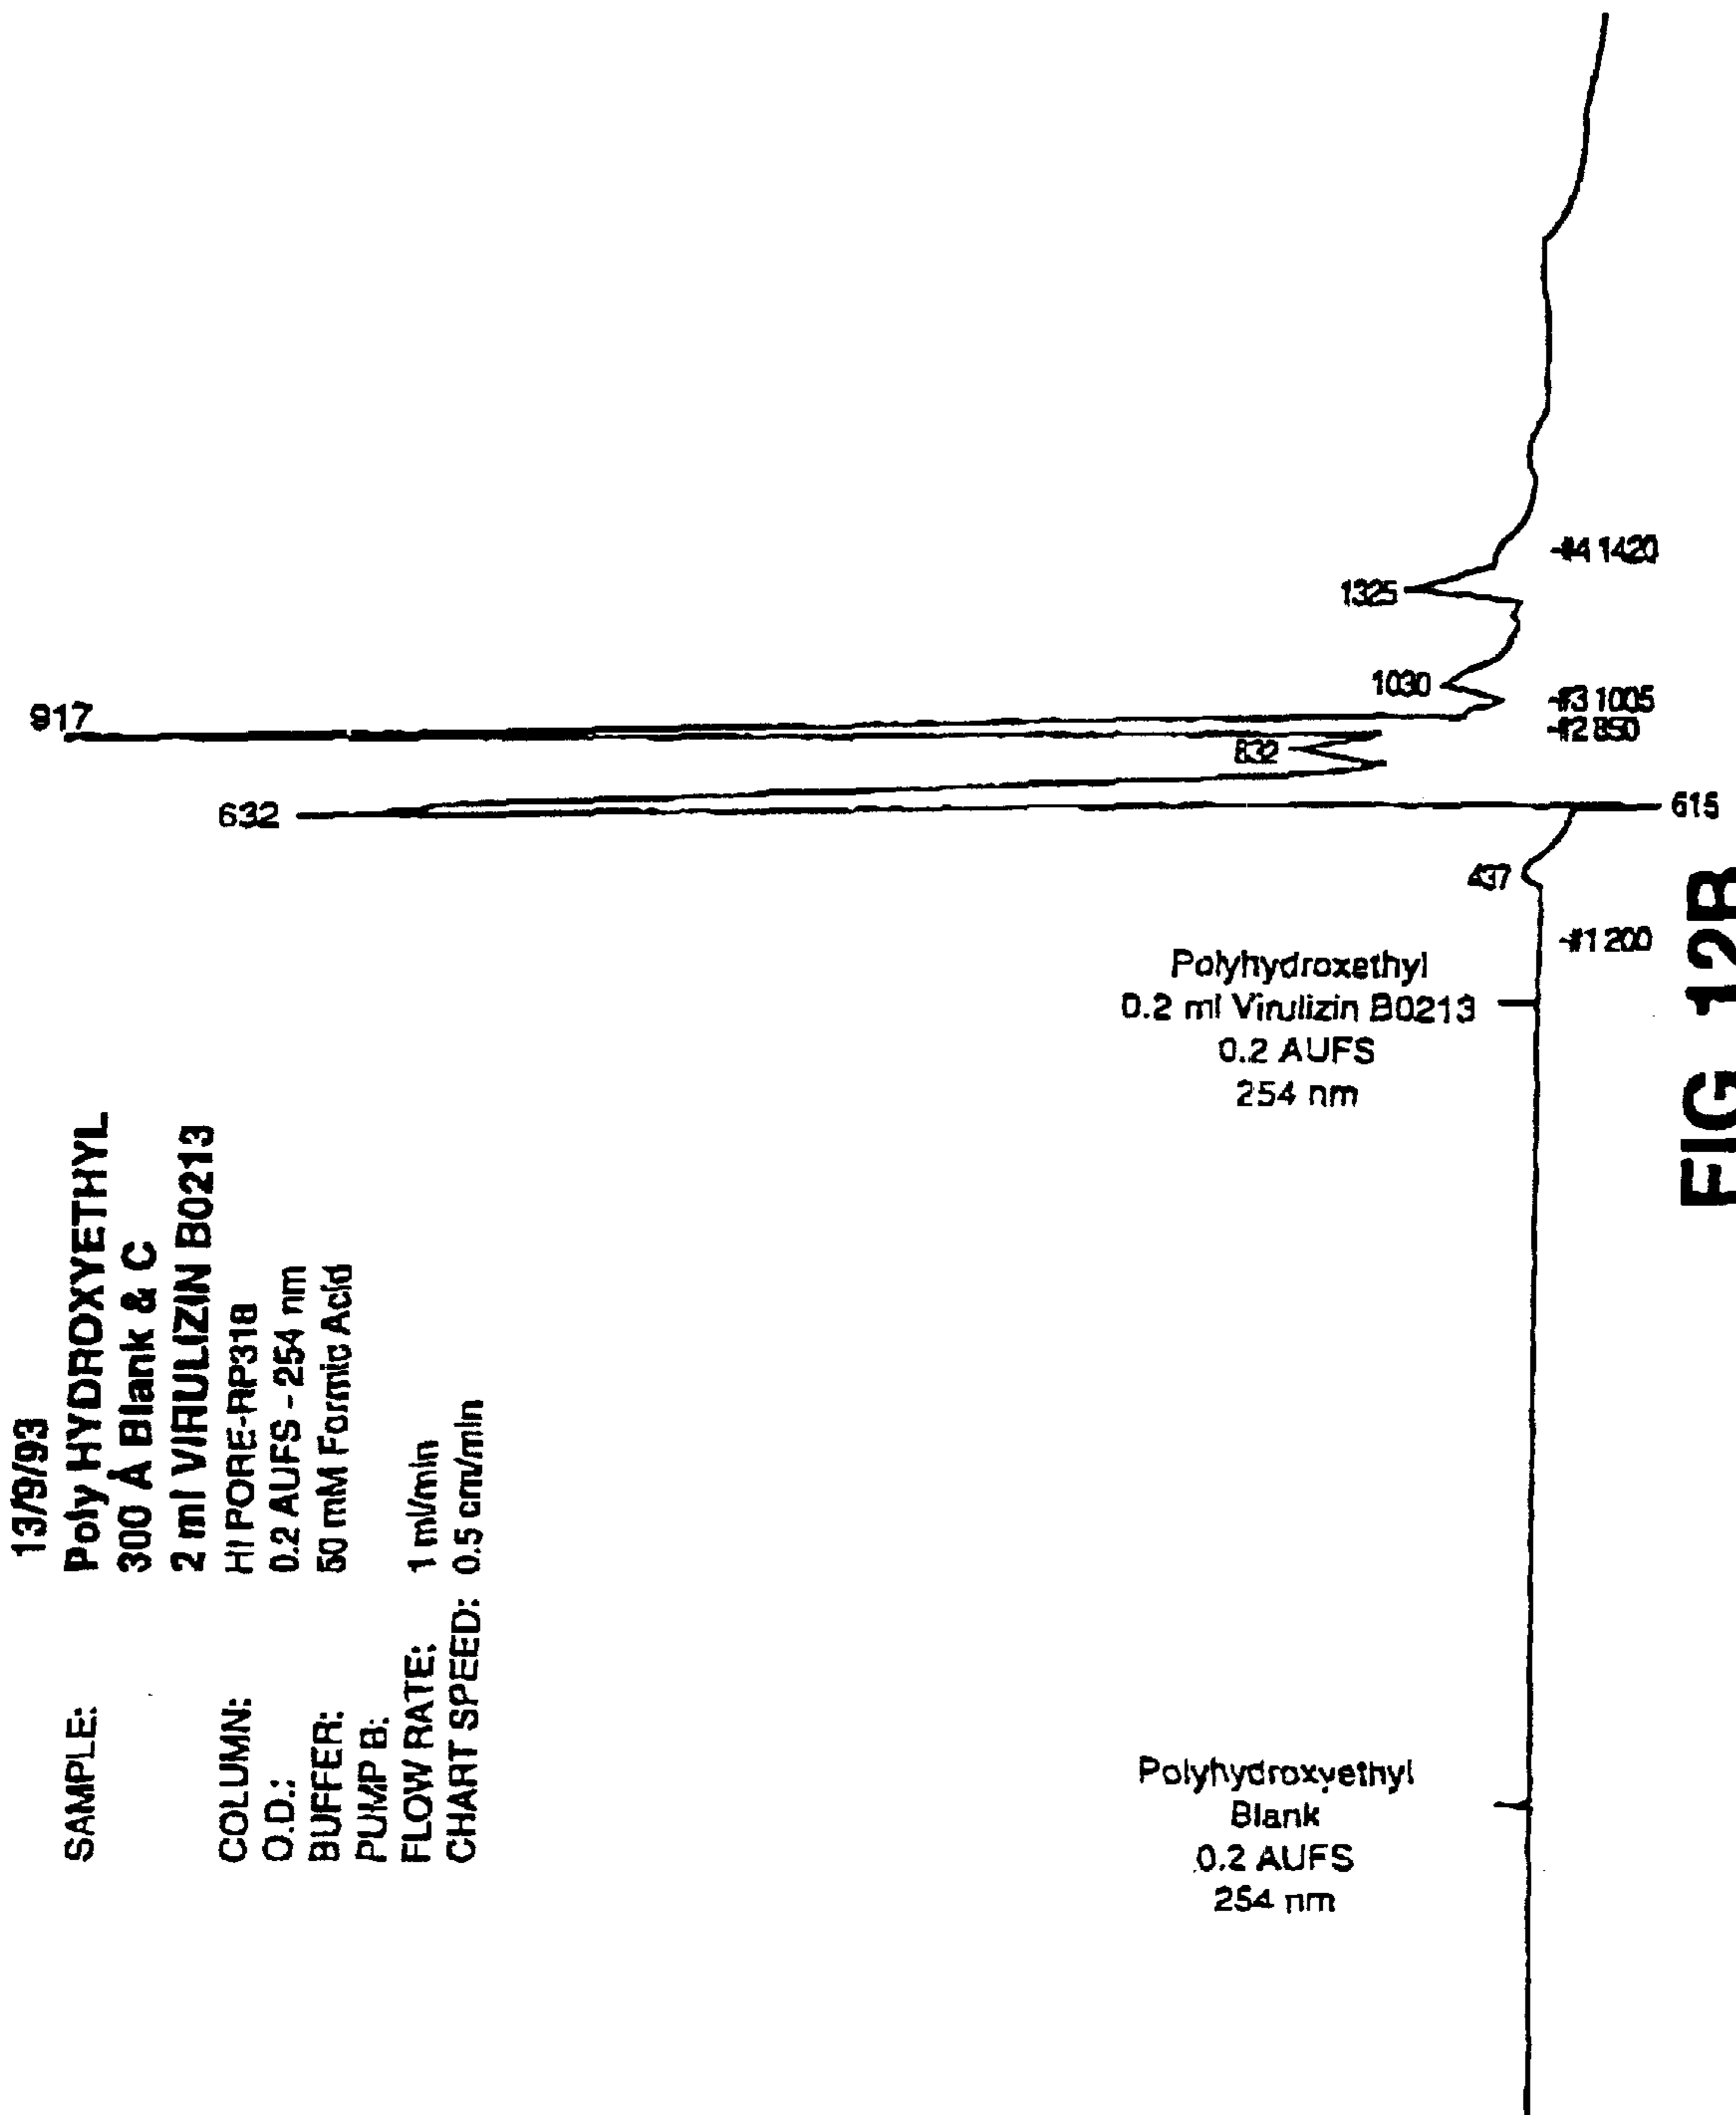 13/9/93
SAMPLE: Poly HYDROXYETHYL
300 Å Blank & C
2 ml VIRULIZIN B0213
COLUMN: HI PORE-RP318
O.D.: 0.2 AUFS - 254 nm
BUFFER: 50 mM Formic Acid
PUMP B:
FLOW RATE: 1 ml/min
CHART SPEED: 0.5 cm/min
-#4 1420
1325
1030
-#3 1005
917
-#2 850
832
632
615
437
-#1 200
Polyhydroxethyl
0.2 ml Virulizin B0213
0.2 AUFS
254 nm
Polyhydroxyethyl
Blank
0.2 AUFS
254 nm
FIG 12B